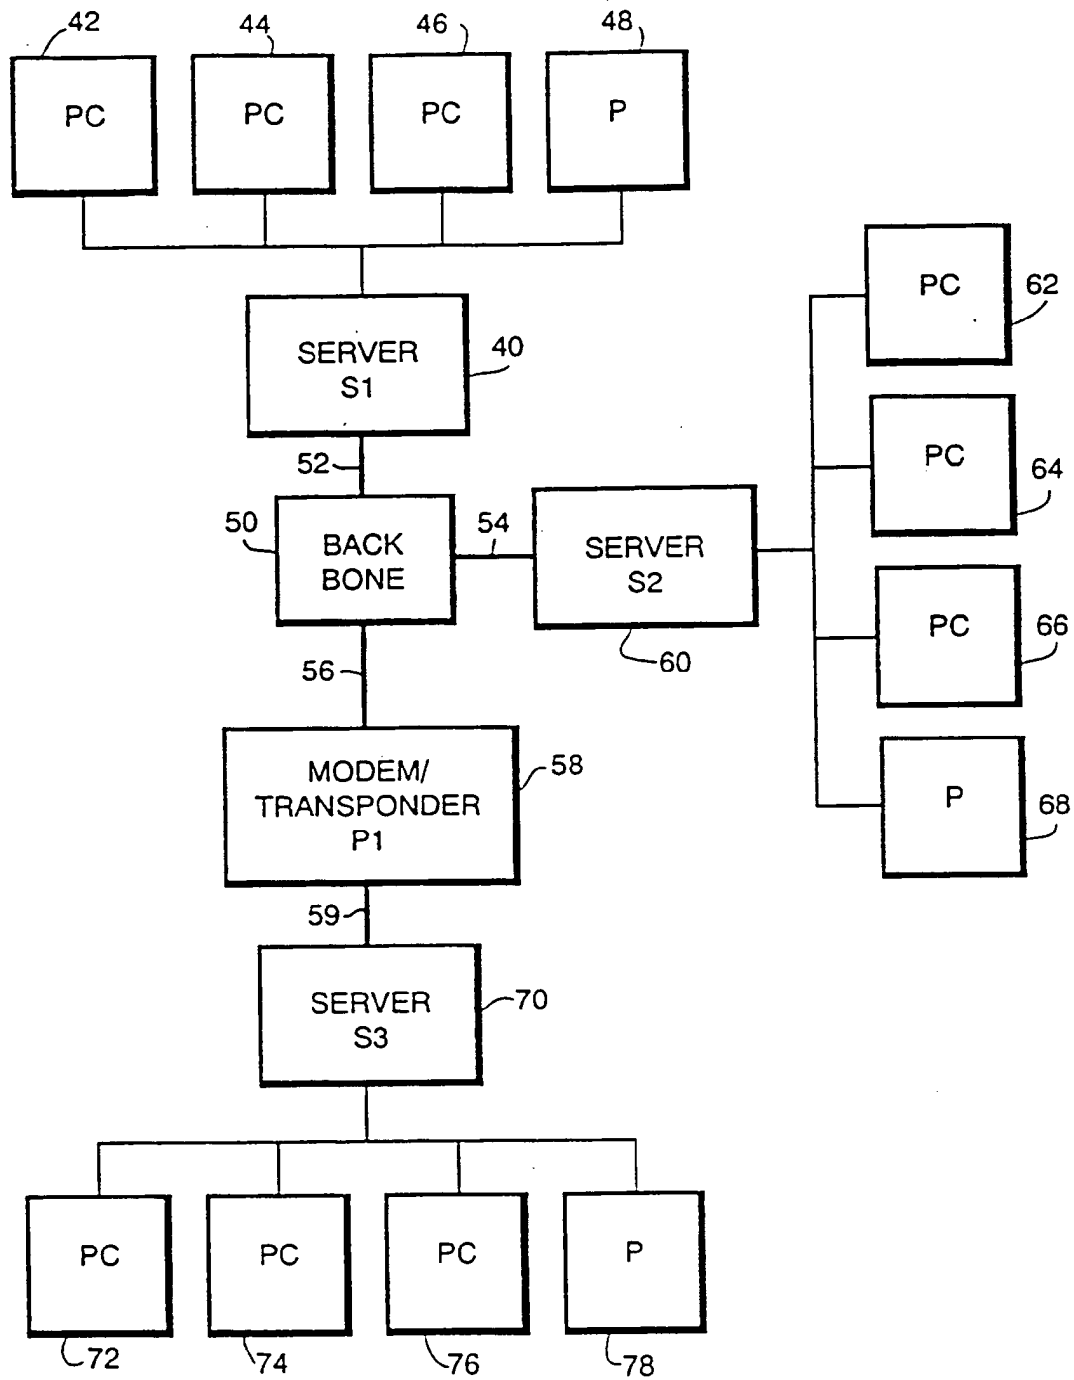 42
44
46
48
PC
PC
PC
P
SERVER
S1
40
52
50
BACK
BONE
54
SERVER
S2
60
PC
62
PC
64
PC
66
P
68
56
MODEM/
TRANSPONDER
P1
58
59
SERVER
S3
70
PC
PC
PC
P
72
74
76
78